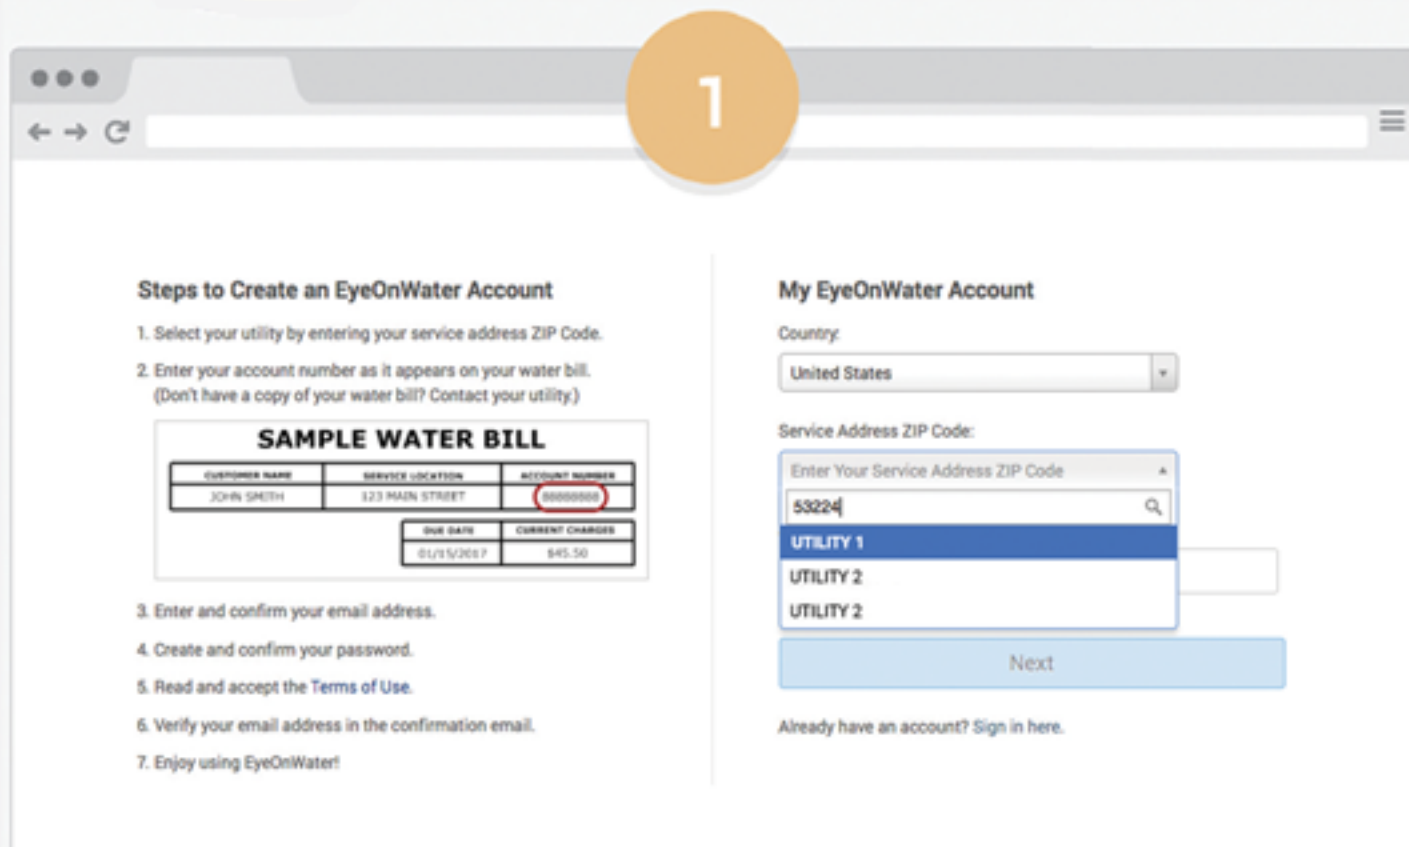 1
Steps to Create an EyeOnWater Account
1. Select your utility by entering your service address ZIP Code.
2. Enter your account number as it appears on your water bill.
(Don't have a copy of your water bill? Contact your utility.)
SAMPLE WATER BILL
CUSTOMER NAME SERVICE LOCATION ACCOUNT NUMBER
JOHN SMITH 123 MAIN STREET 88888888
DUE DATE CURRENT CHARGES
01/15/2017 $45.50
3. Enter and confirm your email address.
4. Create and confirm your password.
5. Read and accept the Terms of Use.
6. Verify your email address in the confirmation email.
7. Enjoy using EyeOnWater!
My EyeOnWater Account
Country:
United States
Service Address ZIP Code:
Enter Your Service Address ZIP Code
53224
UTILITY 1
UTILITY 2
UTILITY 2
Next
Already have an account? Sign in here.